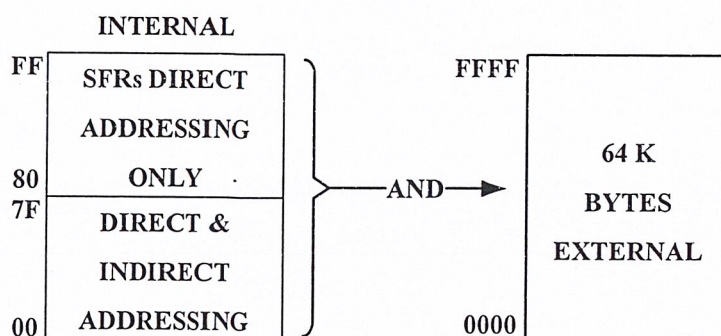 INTERNAL
FF
SFRs DIRECT
ADDRESSING
ONLY
80
7F
DIRECT &
INDIRECT
ADDRESSING
00
AND
FFFF
64 K
BYTES
EXTERNAL
0000